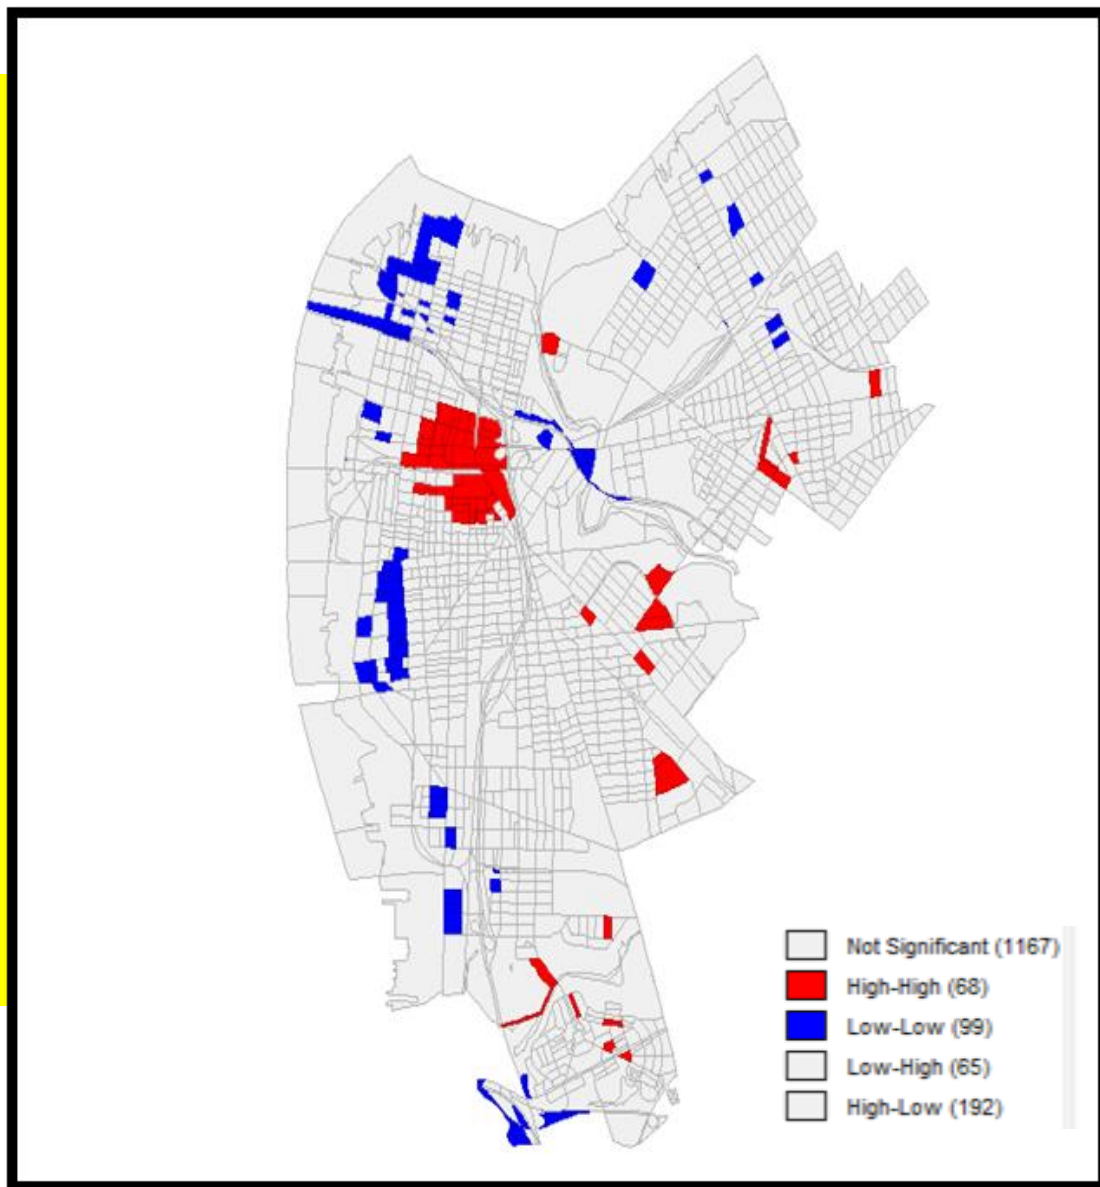 Not Significant (1167)
High-High (68)
Low-Low (99)
Low-High (65)
High-Low (192)